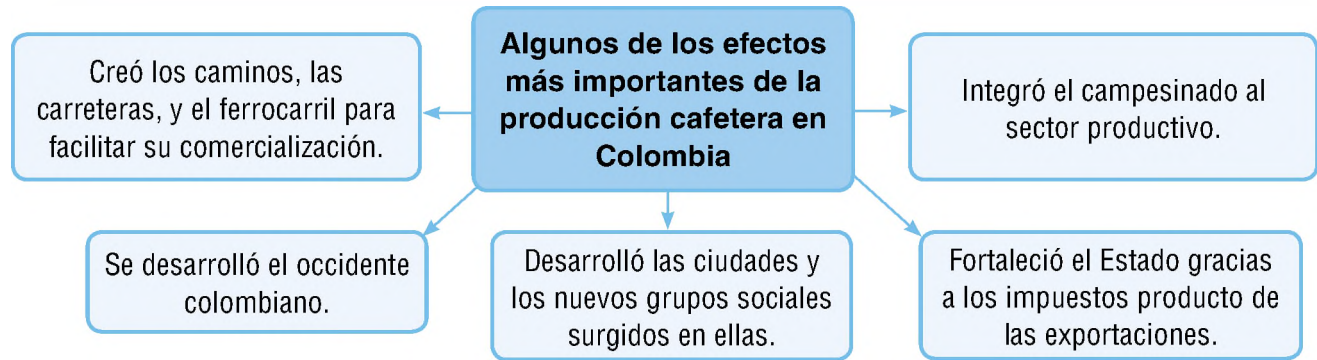 Algunos de los efectos
más importantes de la
producción cafetera en
Colombia
Creó los caminos, las
carreteras, y el ferrocarril para
facilitar su comercialización.
Integró el campesinado al
sector productivo.
Se desarrolló el occidente
colombiano.
Desarrolló las ciudades y
los nuevos grupos sociales
surgidos en ellas.
Fortaleció el Estado gracias
a los impuestos producto de
las exportaciones.